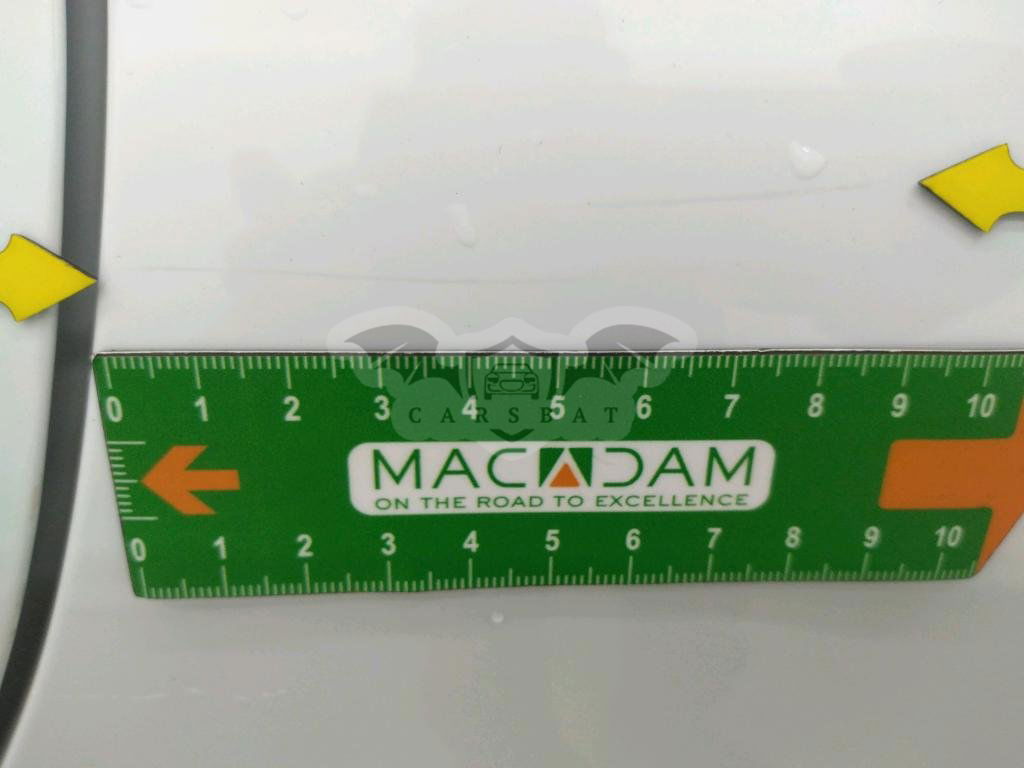 0 1 2 3 4 5 6 7 8 9 10
CARSBAT
MACADAM
ON THE ROAD TO EXCELLENCE
0 1 2 3 4 5 6 7 8 9 10